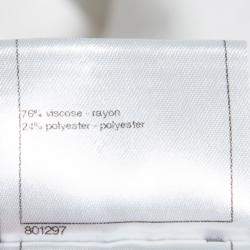 76% viscose - rayon
24% polyester - polyester
801297